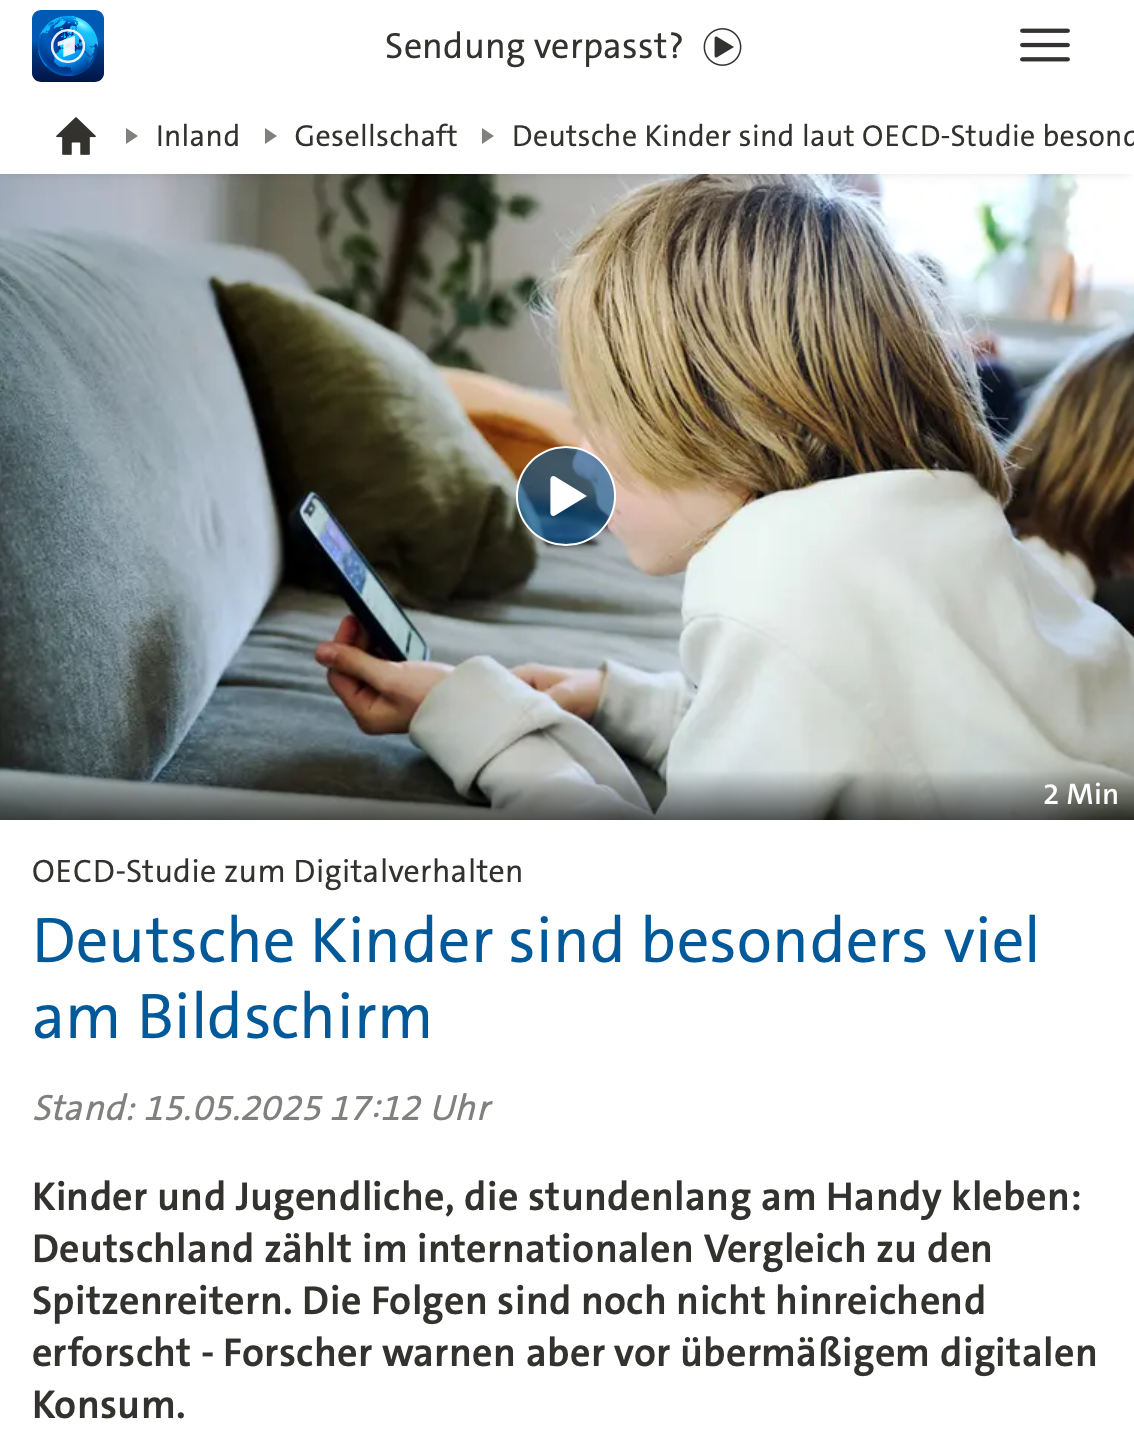 Sendung verpasst?
Inland
Gesellschaft
Deutsche Kinder sind laut OECD-Studie besond
2 Min
OECD-Studie zum Digitalverhalten
Deutsche Kinder sind besonders viel
am Bildschirm
Stand: 15.05.2025 17:12 Uhr
Kinder und Jugendliche, die stundenlang am Handy kleben:
Deutschland zählt im internationalen Vergleich zu den
Spitzenreitern. Die Folgen sind noch nicht hinreichend
erforscht - Forscher warnen aber vor übermäßigem digitalen
Konsum.